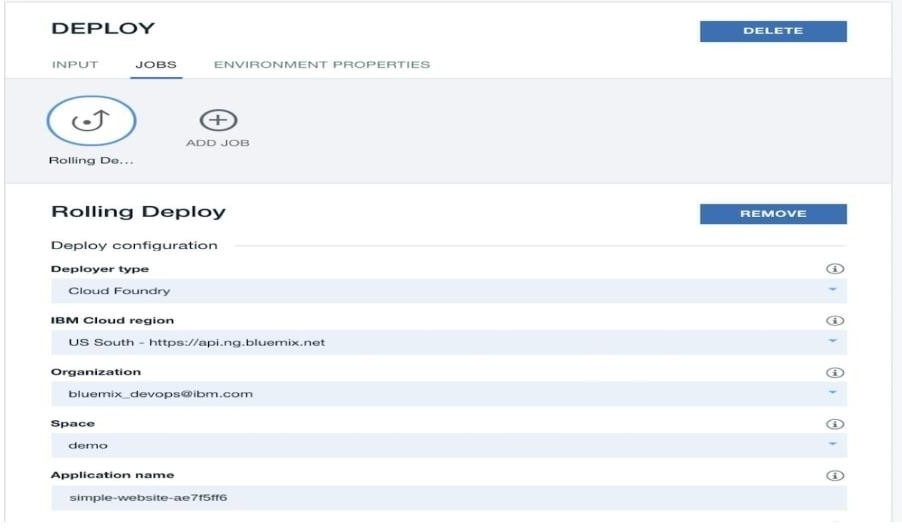 DEPLOY
DELETE
INPUT JOBS ENVIRONMENT PROPERTIES
ADD JOB
Rolling De...
Rolling Deploy
REMOVE
Deploy configuration
Deployer type
Cloud Foundry
IBM Cloud region
US South - https://api.ng.bluemix.net
Organization
bluemix_devops@ibm.com
Space
demo
Application name
simple-website-ae7f5ff6